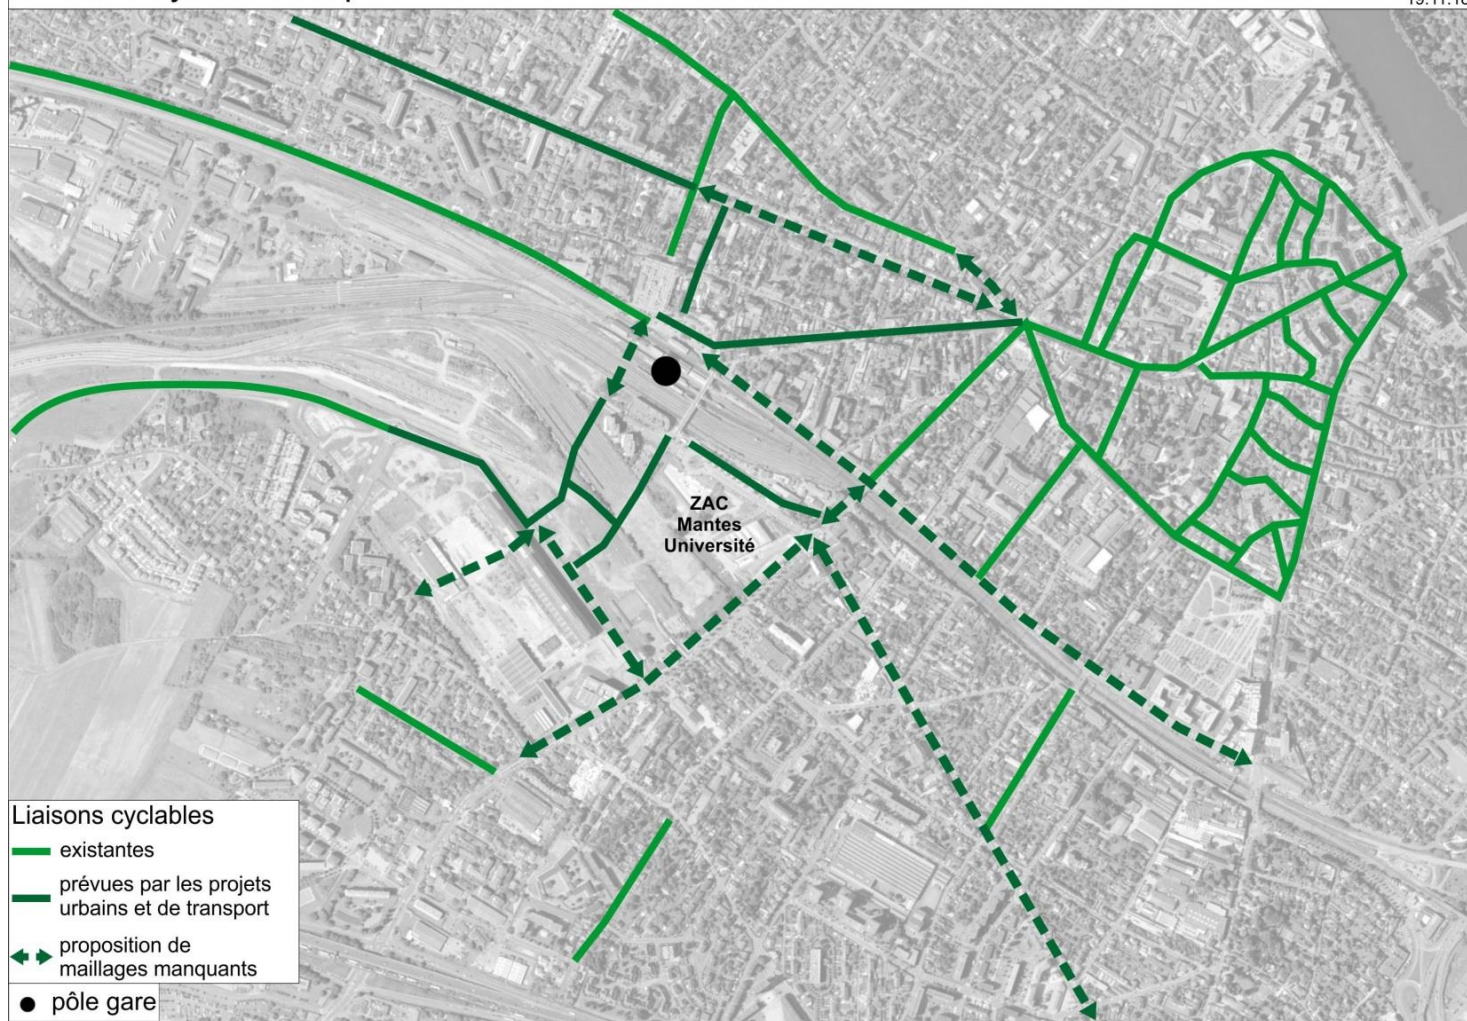 ZAC
Mantes
Université
Liaisons cyclables
existantes
prévues par les projets
urbains et de transport
proposition de
maillages manquants
pôle gare